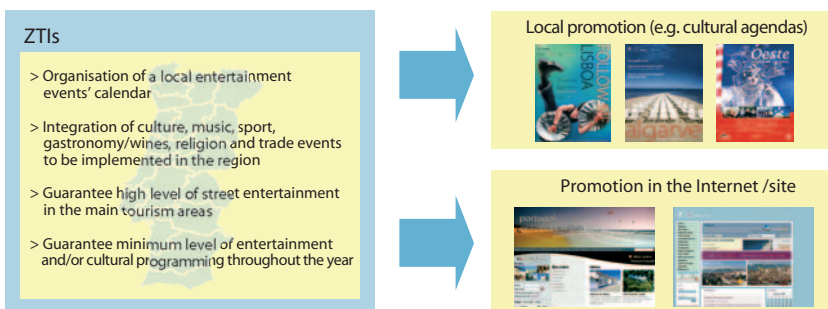 ZTIs
> Organisation of a local entertainment
events' calendar
> Integration of culture, music, sport,
gastronomy/wines, religion and trade events
to be implemented in the region
> Guarantee high level of street entertainment
in the main tourism areas
> Guarantee minimum level of entertainment
and/or cultural programming throughout the year
Local promotion (e.g. cultural agendas)
FOLLOW
LISBOA
algarve
Oeste
Promotion in the Internet /site
portugal